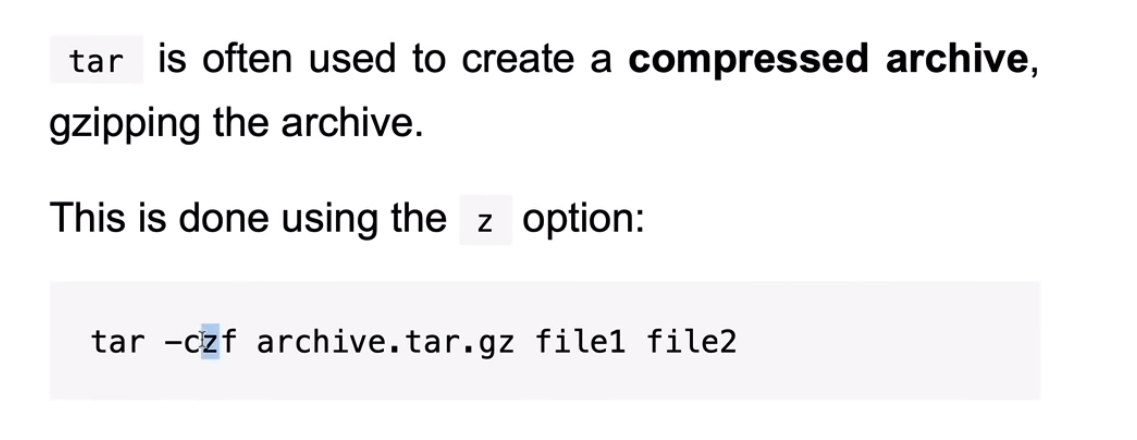 tar is often used to create a compressed archive,
gzipping the archive.
This is done using the z option:
tar -czf archive.tar.gz file1 file2